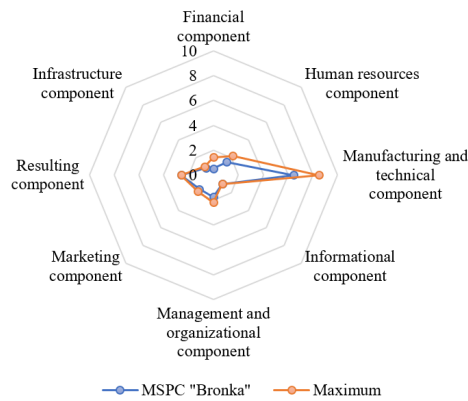 Financial
component
10
8
6
4
2
0
Human resources
component
Manufacturing and
technical
component
Informational
component
Management and
organizational
component
Marketing
component
Resulting
component
Infrastructure
component
MSPC "Bronka"
Maximum